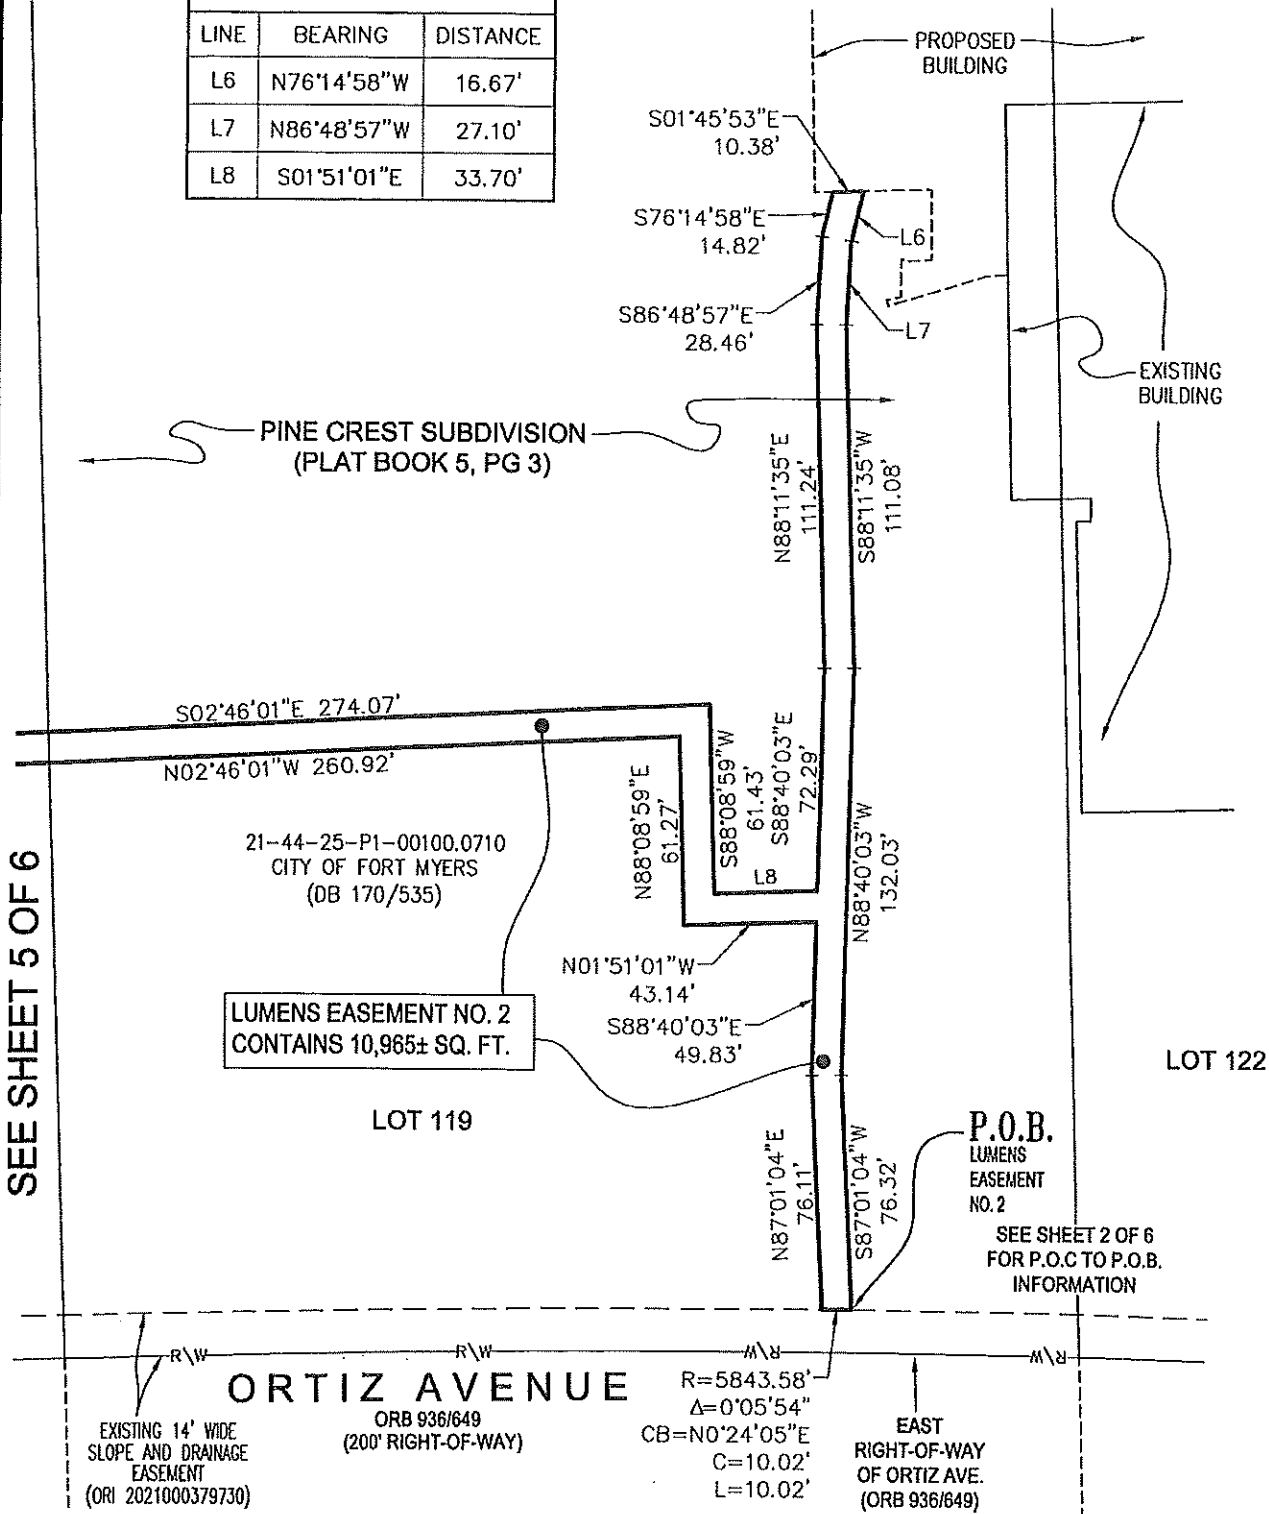 LINE BEARING DISTANCE
L6 N76°14'58"W 16.67'
L7 N86°48'57"W 27.10'
L8 S01°51'01"E 33.70'
PROPOSED
BUILDING
S01°45'53"E
10.38'
S76°14'58"E
14.82'
L6
S86°48'57"E
28.46'
L7
EXISTING
BUILDING
PINE CREST SUBDIVISION
(PLAT BOOK 5, PG 3)
N88°11'35"E
111.24'
S88°11'35"W
111.08'
S02°46'01"E 274.07'
N02°46'01"W 260.92'
N88°08'59"E
61.27'
S88°08'59"W
61.43'
S88°40'03"E
72.29'
L8
N88°40'03"W
132.03'
21-44-25-P1-00100.0710
CITY OF FORT MYERS
(DB 170/535)
SEE SHEET 5 OF 6
N01°51'01"W
43.14'
S88°40'03"E
49.83'
LUMENS EASEMENT NO. 2
CONTAINS 10,965± SQ. FT.
LOT 122
LOT 119
N87°01'04"E
76.11'
S87°01'04"W
76.32'
P.O.B.
LUMENS
EASEMENT
NO. 2
SEE SHEET 2 OF 6
FOR P.O.C TO P.O.B.
INFORMATION
R\W R\W R\W R\W
ORTIZ AVENUE
ORB 936/649
(200' RIGHT-OF-WAY)
EXISTING 14' WIDE
SLOPE AND DRAINAGE
EASEMENT
(ORI 2021000379730)
R=5843.58'
Δ=0°05'54"
CB=N0°24'05"E
C=10.02'
L=10.02'
EAST
RIGHT-OF-WAY
OF ORTIZ AVE.
(ORB 936/649)